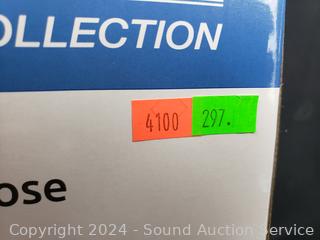 OLLECTION
4100 297.
ose
Copyright 2024 - Sound Auction Service